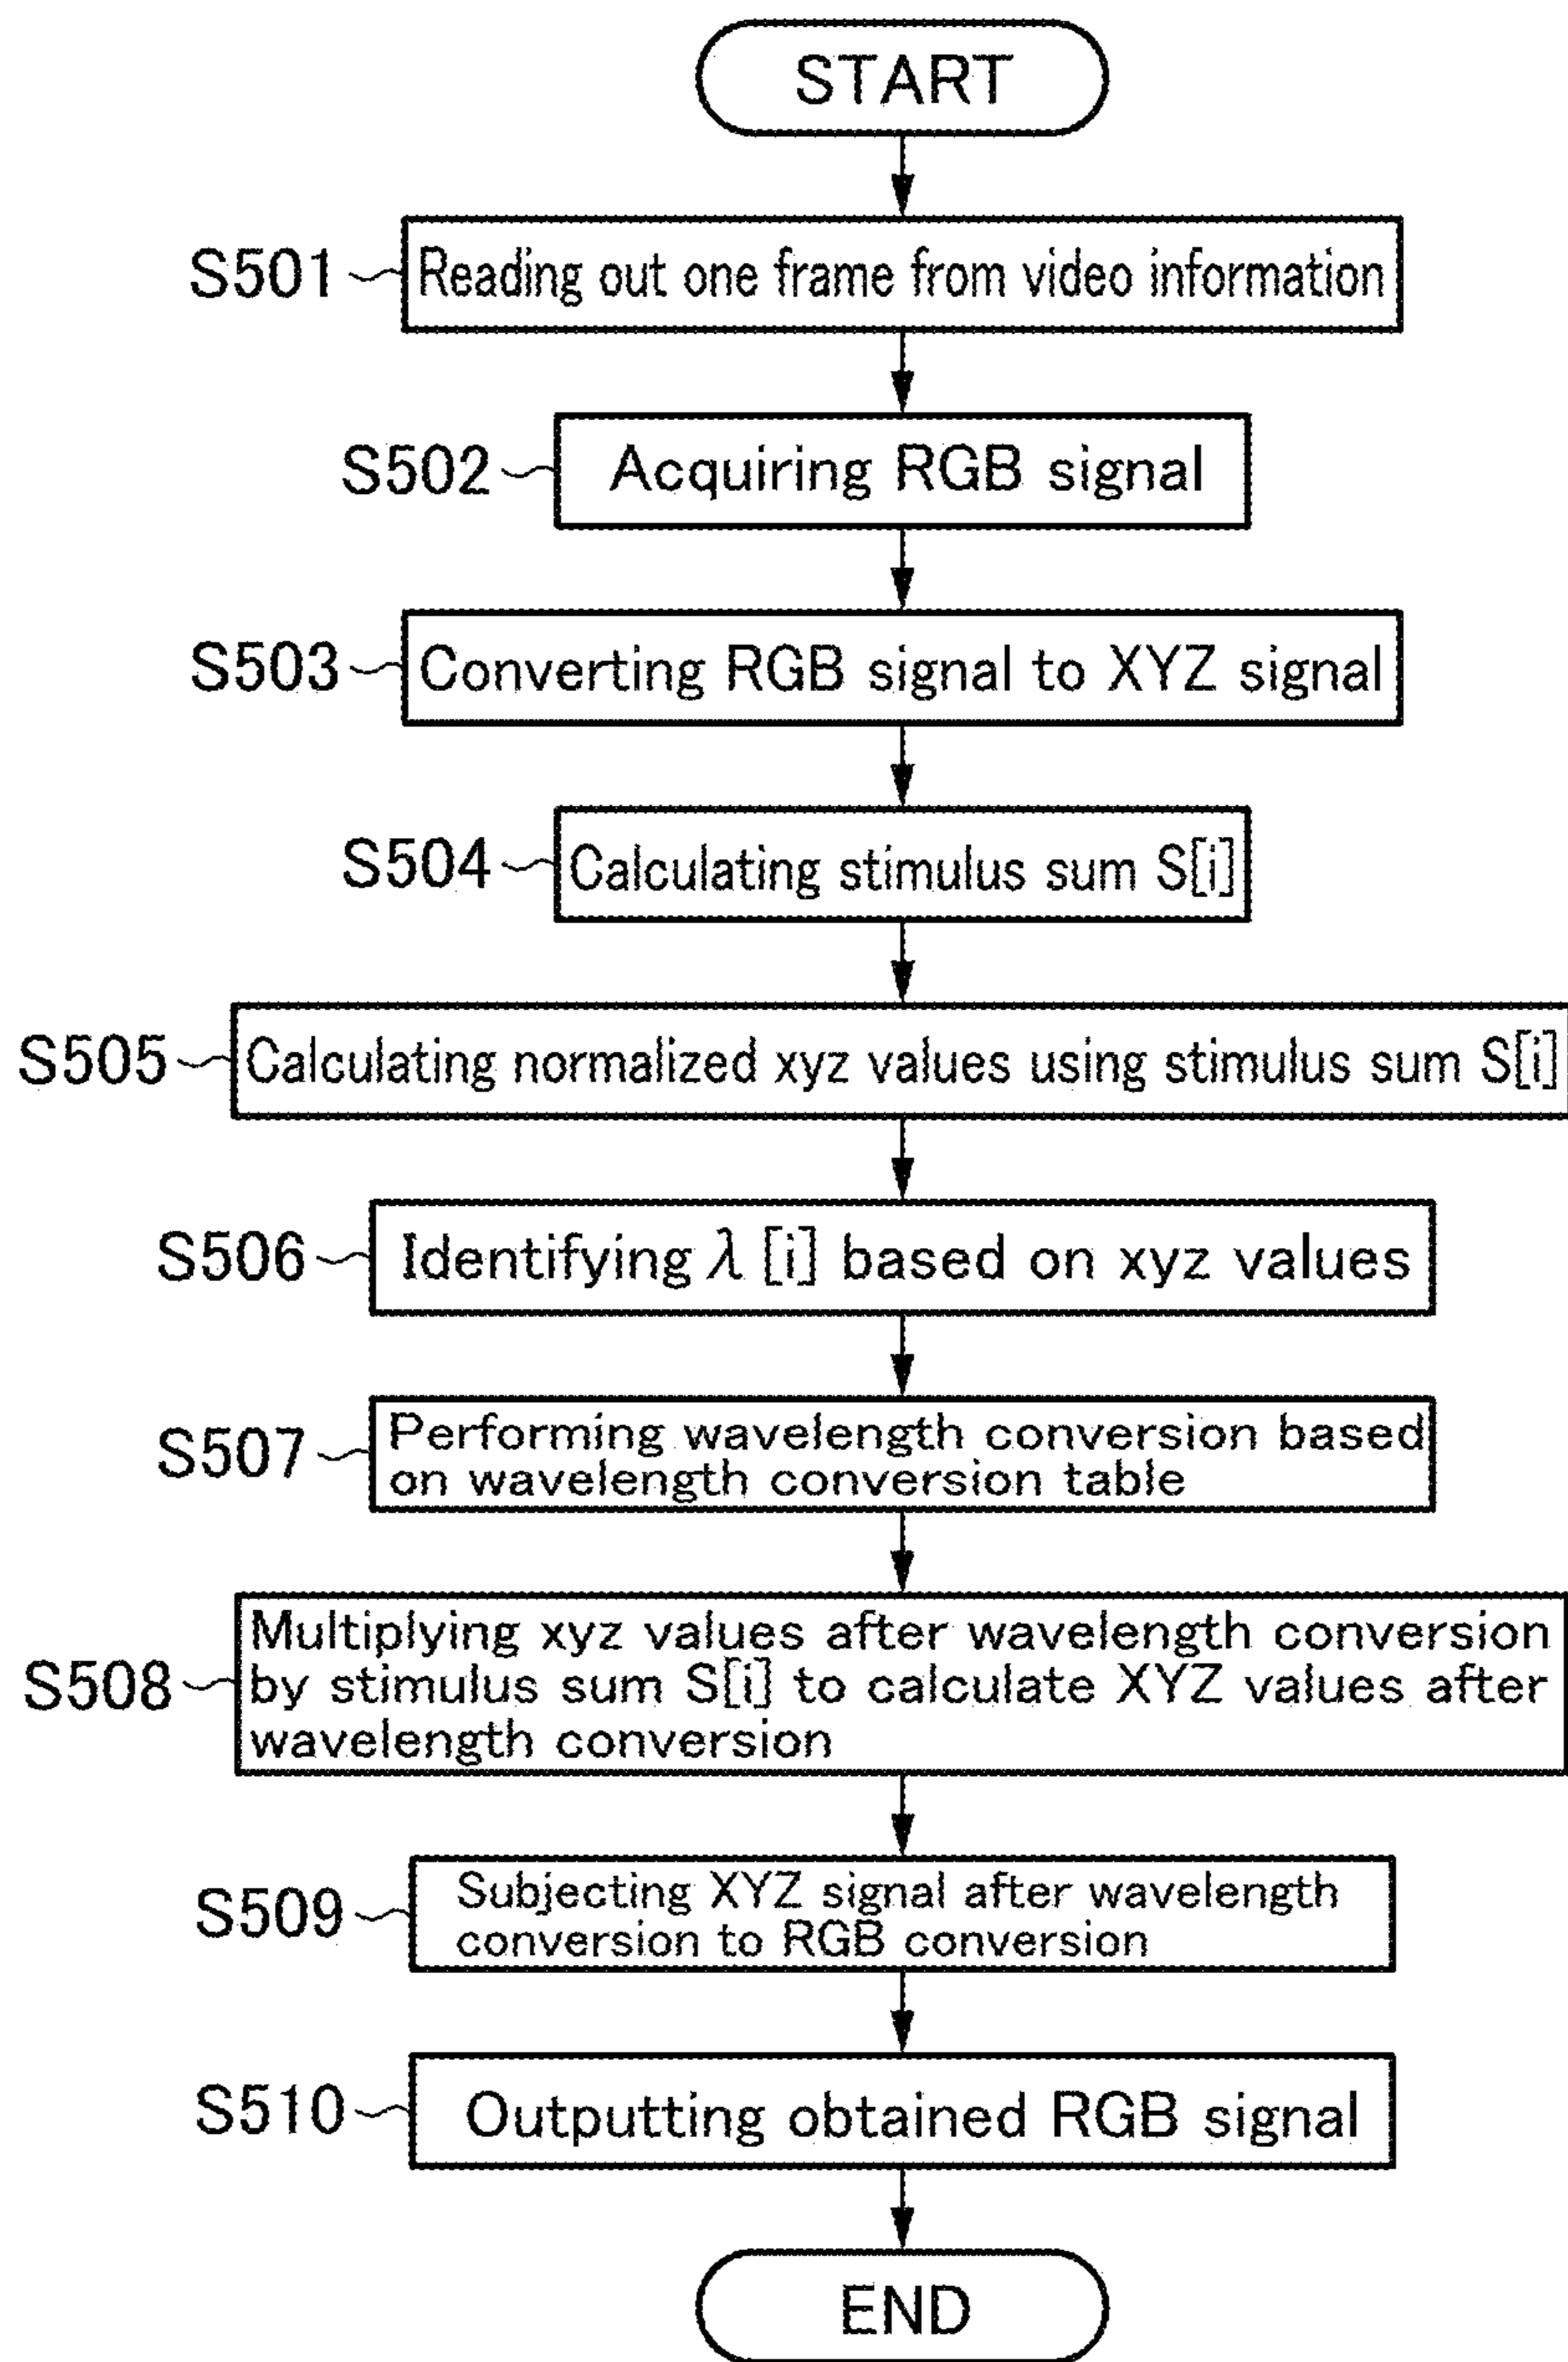 START
S501
Reading out one frame from video information
S502
Acquiring RGB signal
S503
Converting RGB signal to XYZ signal
S504
Calculating stimulus sum S[i]
S505
Calculating normalized xyz values using stimulus sum S[i]
S506
Identifying λ [i] based on xyz values
S507
Performing wavelength conversion based
on wavelength conversion table
S508
Multiplying xyz values after wavelength conversion
by stimulus sum S[i] to calculate XYZ values after
wavelength conversion
S509
Subjecting XYZ signal after wavelength
conversion to RGB conversion
S510
Outputting obtained RGB signal
END